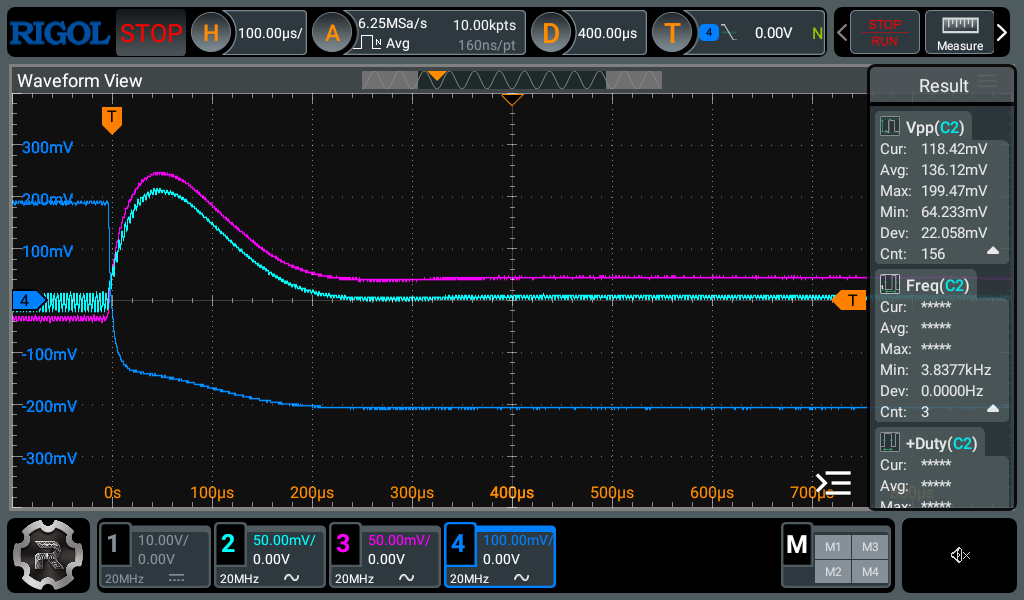 RIGOL STOP H 100.00µs/ A 6.25MSa/s 10.00kpts D 400.00µs T 4 0.00V N STOP
N Avg 160ns/pt RUN Measure
Waveform View
Result
T
300mV
200mV
100mV
4
T
-100mV
-200mV
-300mV
0s 100µs 200µs 300µs 400µs 500µs 600µs 700µs
Vpp(C2)
Cur: 118.42mV
Avg: 136.12mV
Max: 199.47mV
Min: 64.233mV
Dev: 22.058mV
Cnt: 156
Freq(C2)
Cur: *****
Avg: *****
Max: *****
Min: 3.8377kHz
Dev: 0.0000Hz
Cnt: 3
+Duty(C2)
Cur: *****
Avg: *****
Max: *****
R
1 10.00V/ 0.00V 20MHz
2 50.00mV/ 0.00V 20MHz
3 50.00mV/ 0.00V 20MHz
4 100.00mV/ 0.00V 20MHz
M M1 M3
M2 M4